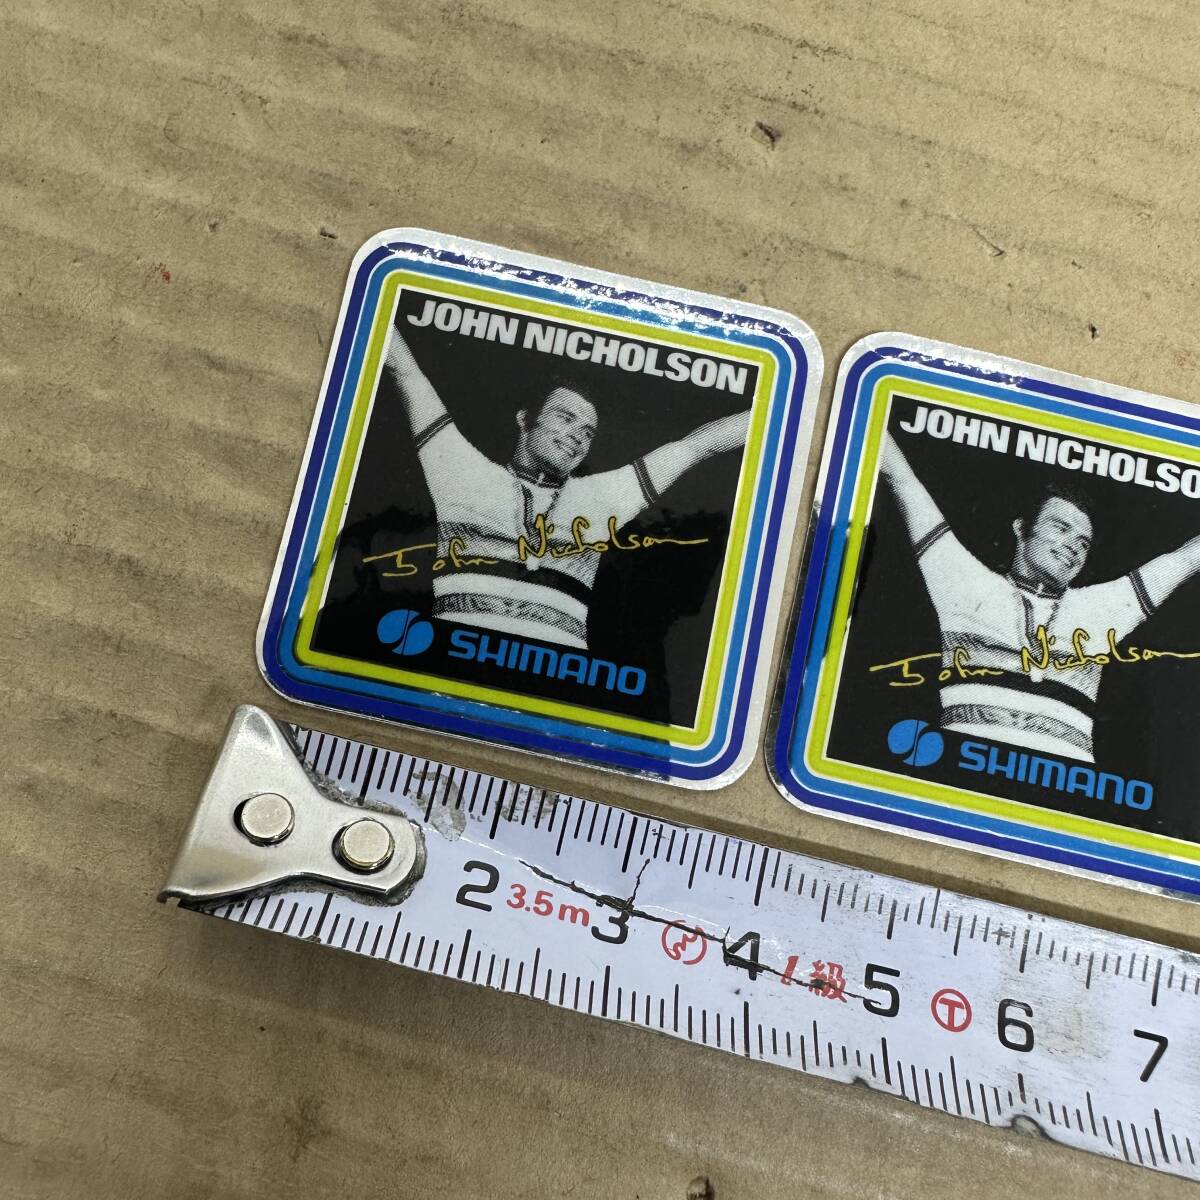 JOHN NICHOLSON
John Nicholson
SHIMANO
JOHN NICHOLSO
John Nicholson
SHIMANO
2 3.5m 3 4 1級 5 T 6 7